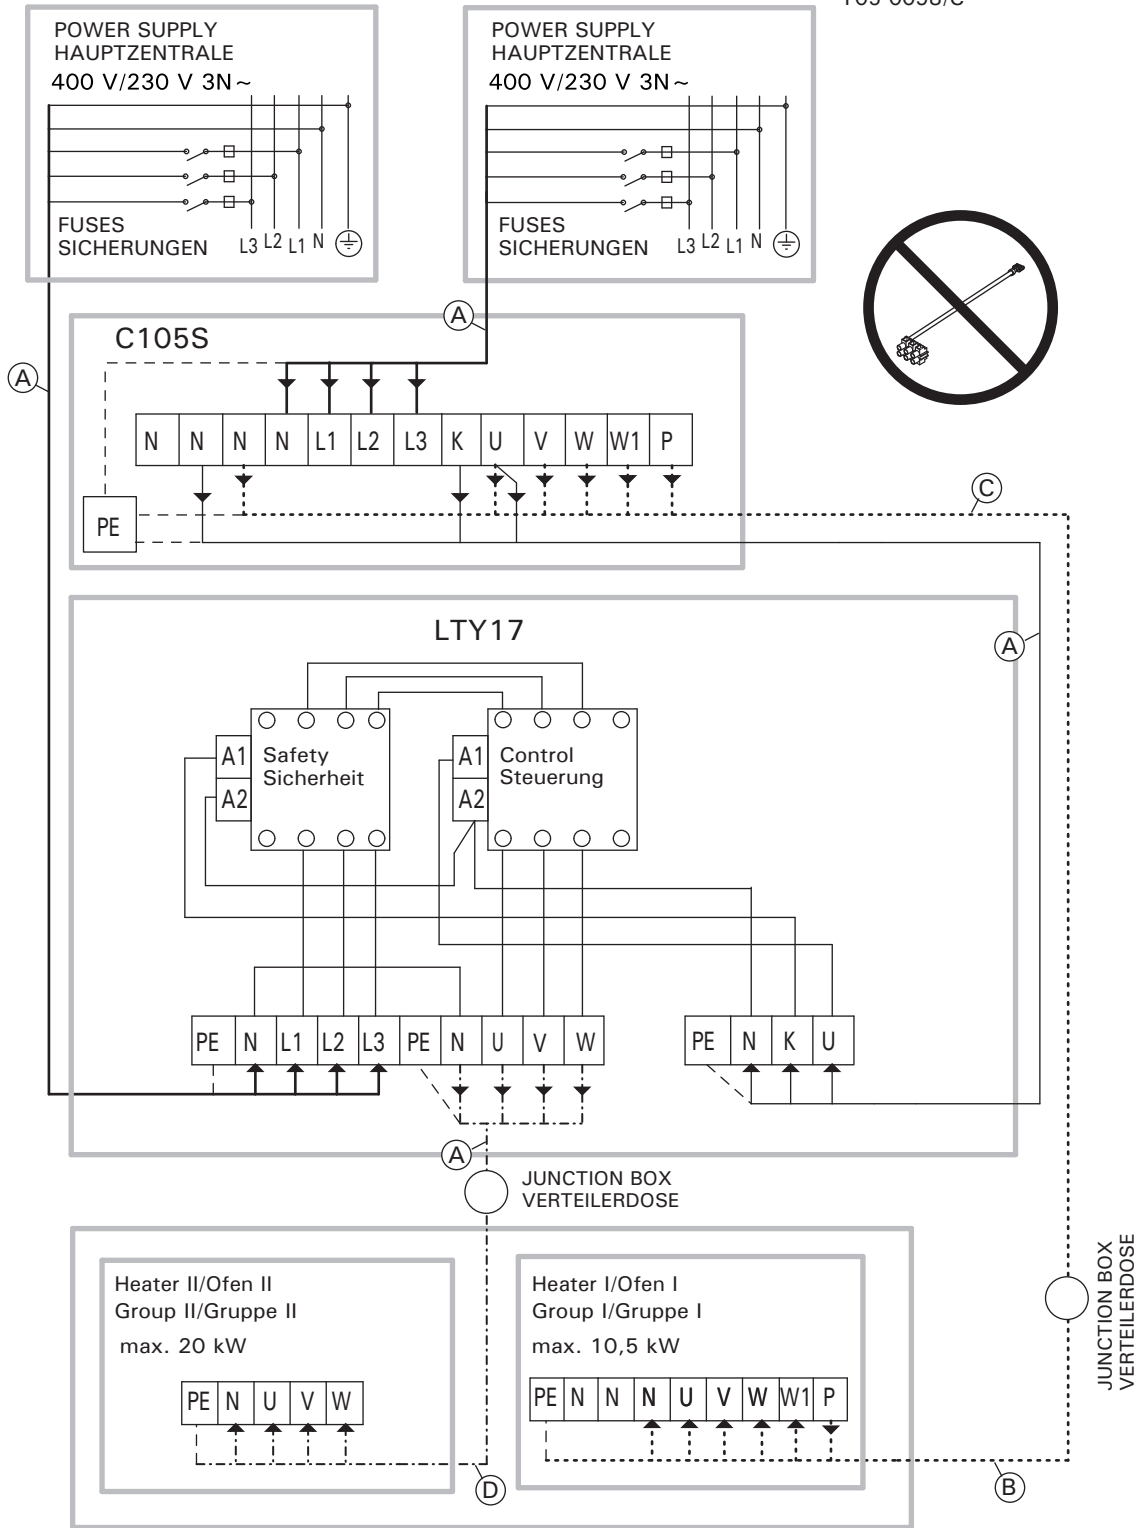 POWER SUPPLY
HAUPTZENTRALE
400 V/230 V 3N~
FUSES
SICHERUNGEN
L3 L2 L1 N
POWER SUPPLY
HAUPTZENTRALE
400 V/230 V 3N~
FUSES
SICHERUNGEN
L3 L2 L1 N
A
A
C105S
N N N N L1 L2 L3 K U V W W1 P
PE
C
A
LTY17
A1
A2
Safety
Sicherheit
A1
A2
Control
Steuerung
PE N L1 L2 L3 PE N U V W
PE N K U
A
JUNCTION BOX
VERTEILERDOSE
Heater II/Ofen II
Group II/Gruppe II
max. 20 kW
PE N U V W
D
Heater I/Ofen I
Group I/Gruppe I
max. 10,5 kW
PE N N N U V W W1 P
B
JUNCTION BOX
VERTEILERDOSE